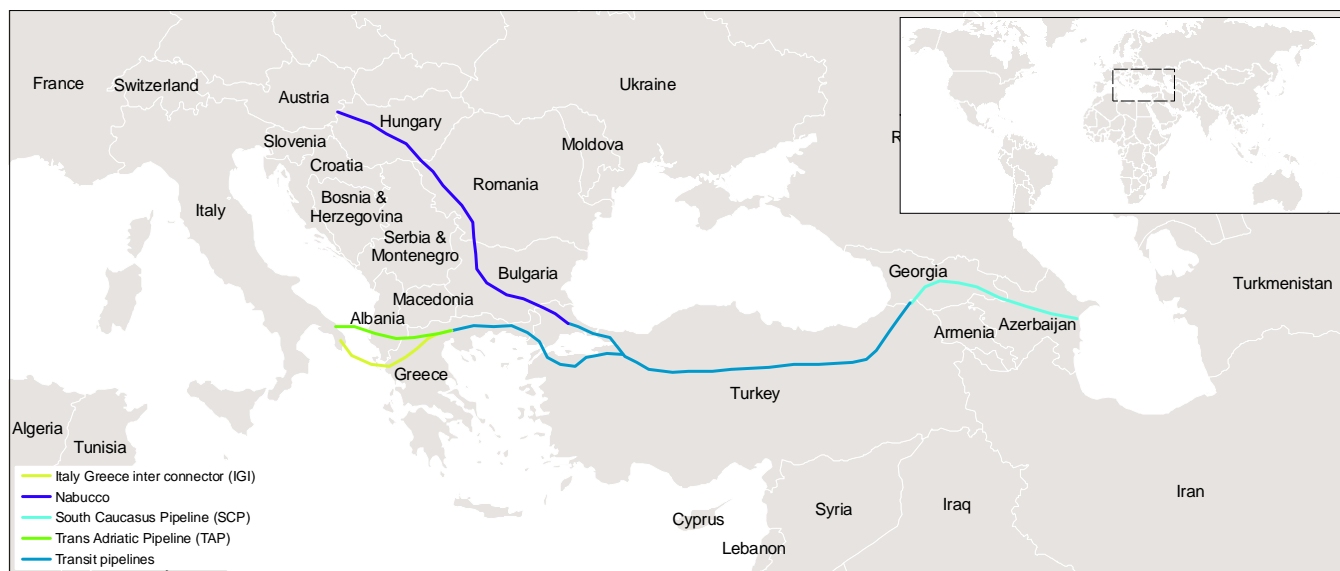 France
Switzerland
Austria
Ukraine
Hungary
Slovenia
Moldova
Croatia
Romania
Bosnia &
Herzegovina
Italy
Serbia &
Montenegro
Bulgaria
Georgia
Turkmenistan
Macedonia
Albania
Azerbaijan
Armenia
Greece
Turkey
Algeria
Tunisia
Iran
Syria
Iraq
Cyprus
Lebanon
Italy Greece inter connector (IGI)
Nabucco
South Caucasus Pipeline (SCP)
Trans Adriatic Pipeline (TAP)
Transit pipelines